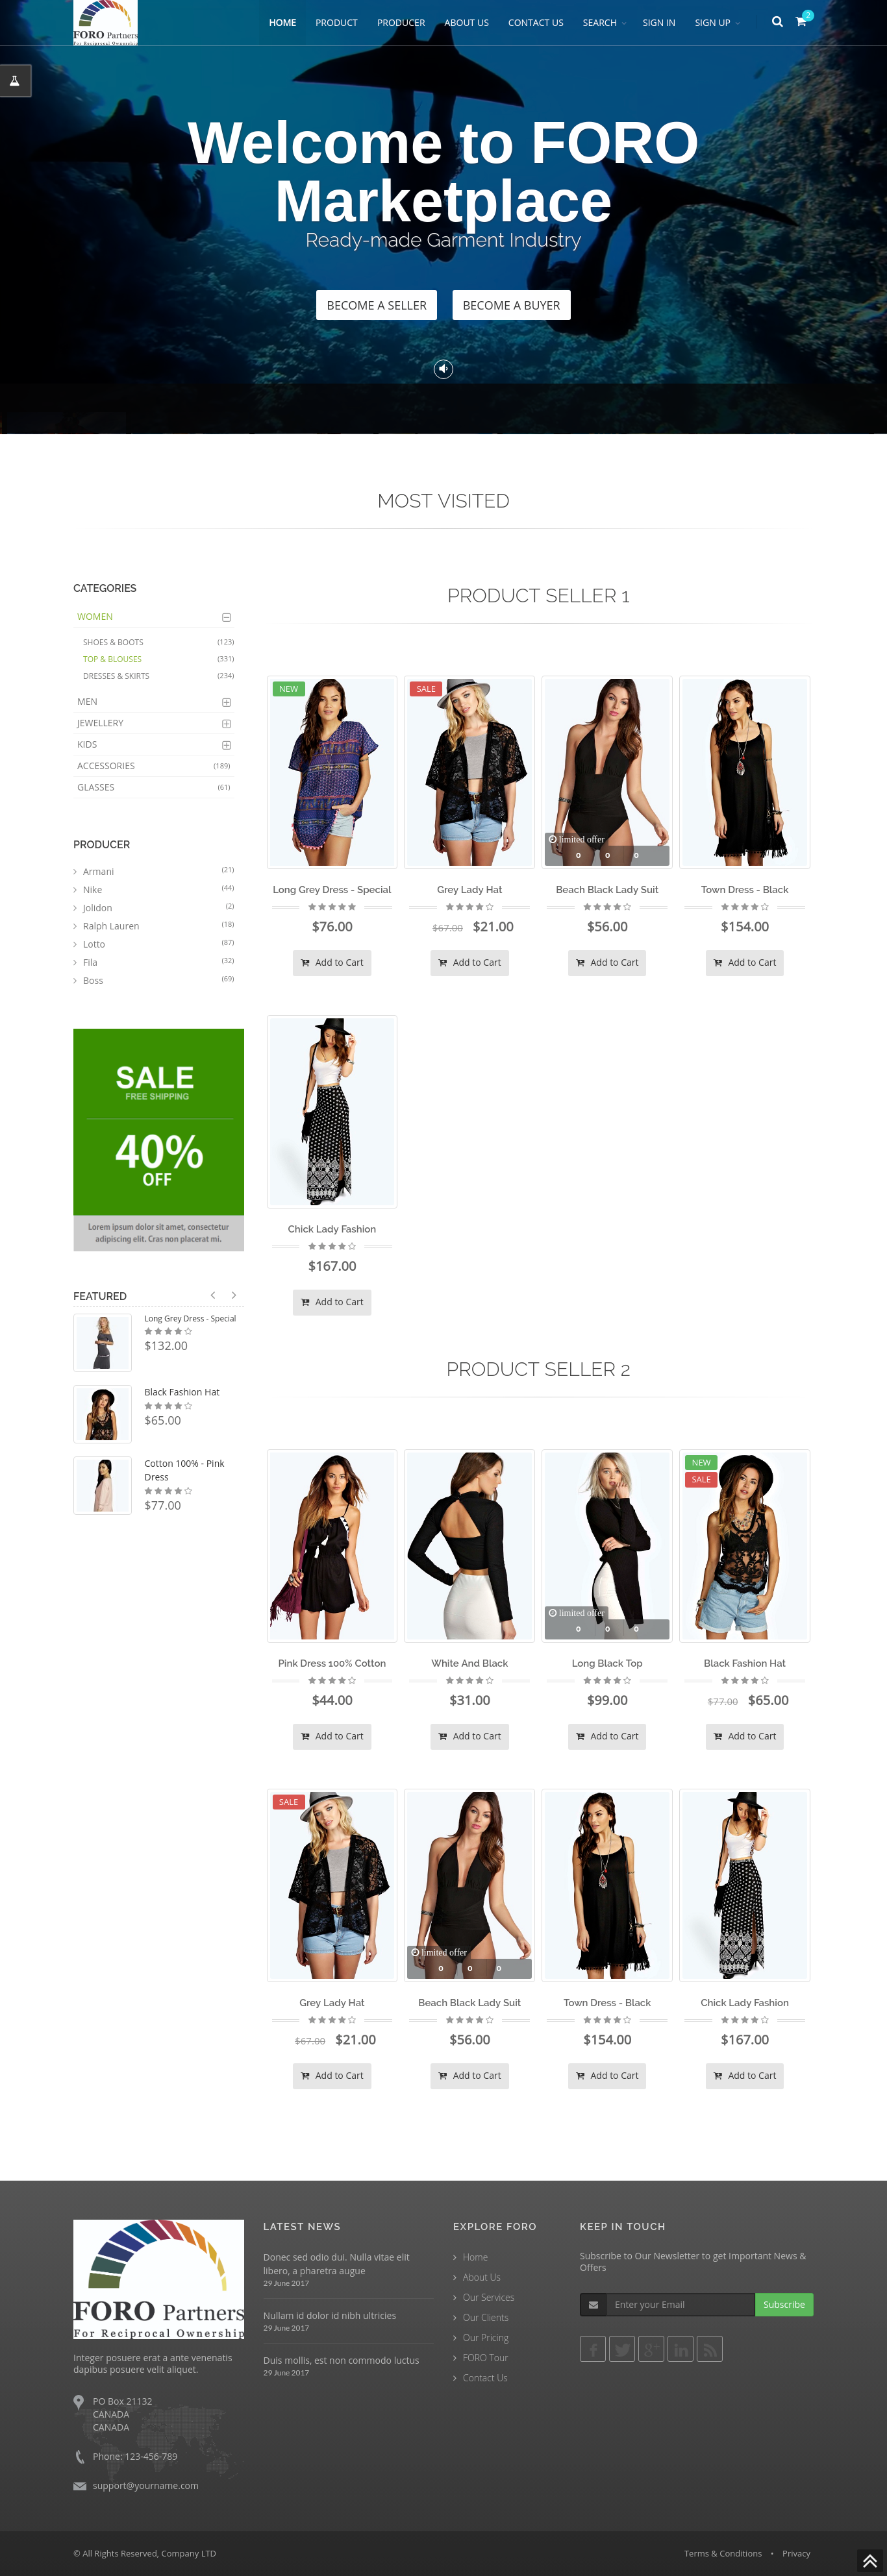 FORO Partners
For Reciprocal Ownership
HOME PRODUCT PRODUCER ABOUT US CONTACT US SEARCH SIGN IN SIGN UP
2
Welcome to FORO
Marketplace
Ready-made Garment Industry
BECOME A SELLER BECOME A BUYER
MOST VISITED
CATEGORIES
WOMEN
SHOES & BOOTS (123)
TOP & BLOUSES (331)
DRESSES & SKIRTS (234)
MEN
JEWELLERY
KIDS
ACCESSORIES (189)
GLASSES (61)
PRODUCER
Armani (21)
Nike (44)
Jolidon (2)
Ralph Lauren (18)
Lotto (87)
Fila (32)
Boss (69)
SALE
FREE SHIPPING
40%
OFF
Lorem ipsum dolor sit amet, consectetur
adipiscing elit. Cras non placerat mi.
FEATURED
Long Grey Dress - Special
$132.00
Black Fashion Hat
$65.00
Cotton 100% - Pink
Dress
$77.00
PRODUCT SELLER 1
NEW
SALE
limited offer
0 0 0
Long Grey Dress - Special
$76.00
Add to Cart
Grey Lady Hat
$67.00 $21.00
Add to Cart
Beach Black Lady Suit
$56.00
Add to Cart
Town Dress - Black
$154.00
Add to Cart
Chick Lady Fashion
$167.00
Add to Cart
PRODUCT SELLER 2
limited offer
0 0 0
NEW
SALE
Pink Dress 100% Cotton
$44.00
Add to Cart
White And Black
$31.00
Add to Cart
Long Black Top
$99.00
Add to Cart
Black Fashion Hat
$77.00 $65.00
Add to Cart
SALE
limited offer
0 0 0
Grey Lady Hat
$67.00 $21.00
Add to Cart
Beach Black Lady Suit
$56.00
Add to Cart
Town Dress - Black
$154.00
Add to Cart
Chick Lady Fashion
$167.00
Add to Cart
FORO Partners
For Reciprocal Ownership
Integer posuere erat a ante venenatis
dapibus posuere velit aliquet.
PO Box 21132
CANADA
CANADA
Phone: 123-456-789
support@yourname.com
LATEST NEWS
Donec sed odio dui. Nulla vitae elit
libero, a pharetra augue
29 June 2017
Nullam id dolor id nibh ultricies
29 June 2017
Duis mollis, est non commodo luctus
29 June 2017
EXPLORE FORO
Home
About Us
Our Services
Our Clients
Our Pricing
FORO Tour
Contact Us
KEEP IN TOUCH
Subscribe to Our Newsletter to get Important News &
Offers
Enter your Email Subscribe
© All Rights Reserved, Company LTD
Terms & Conditions • Privacy